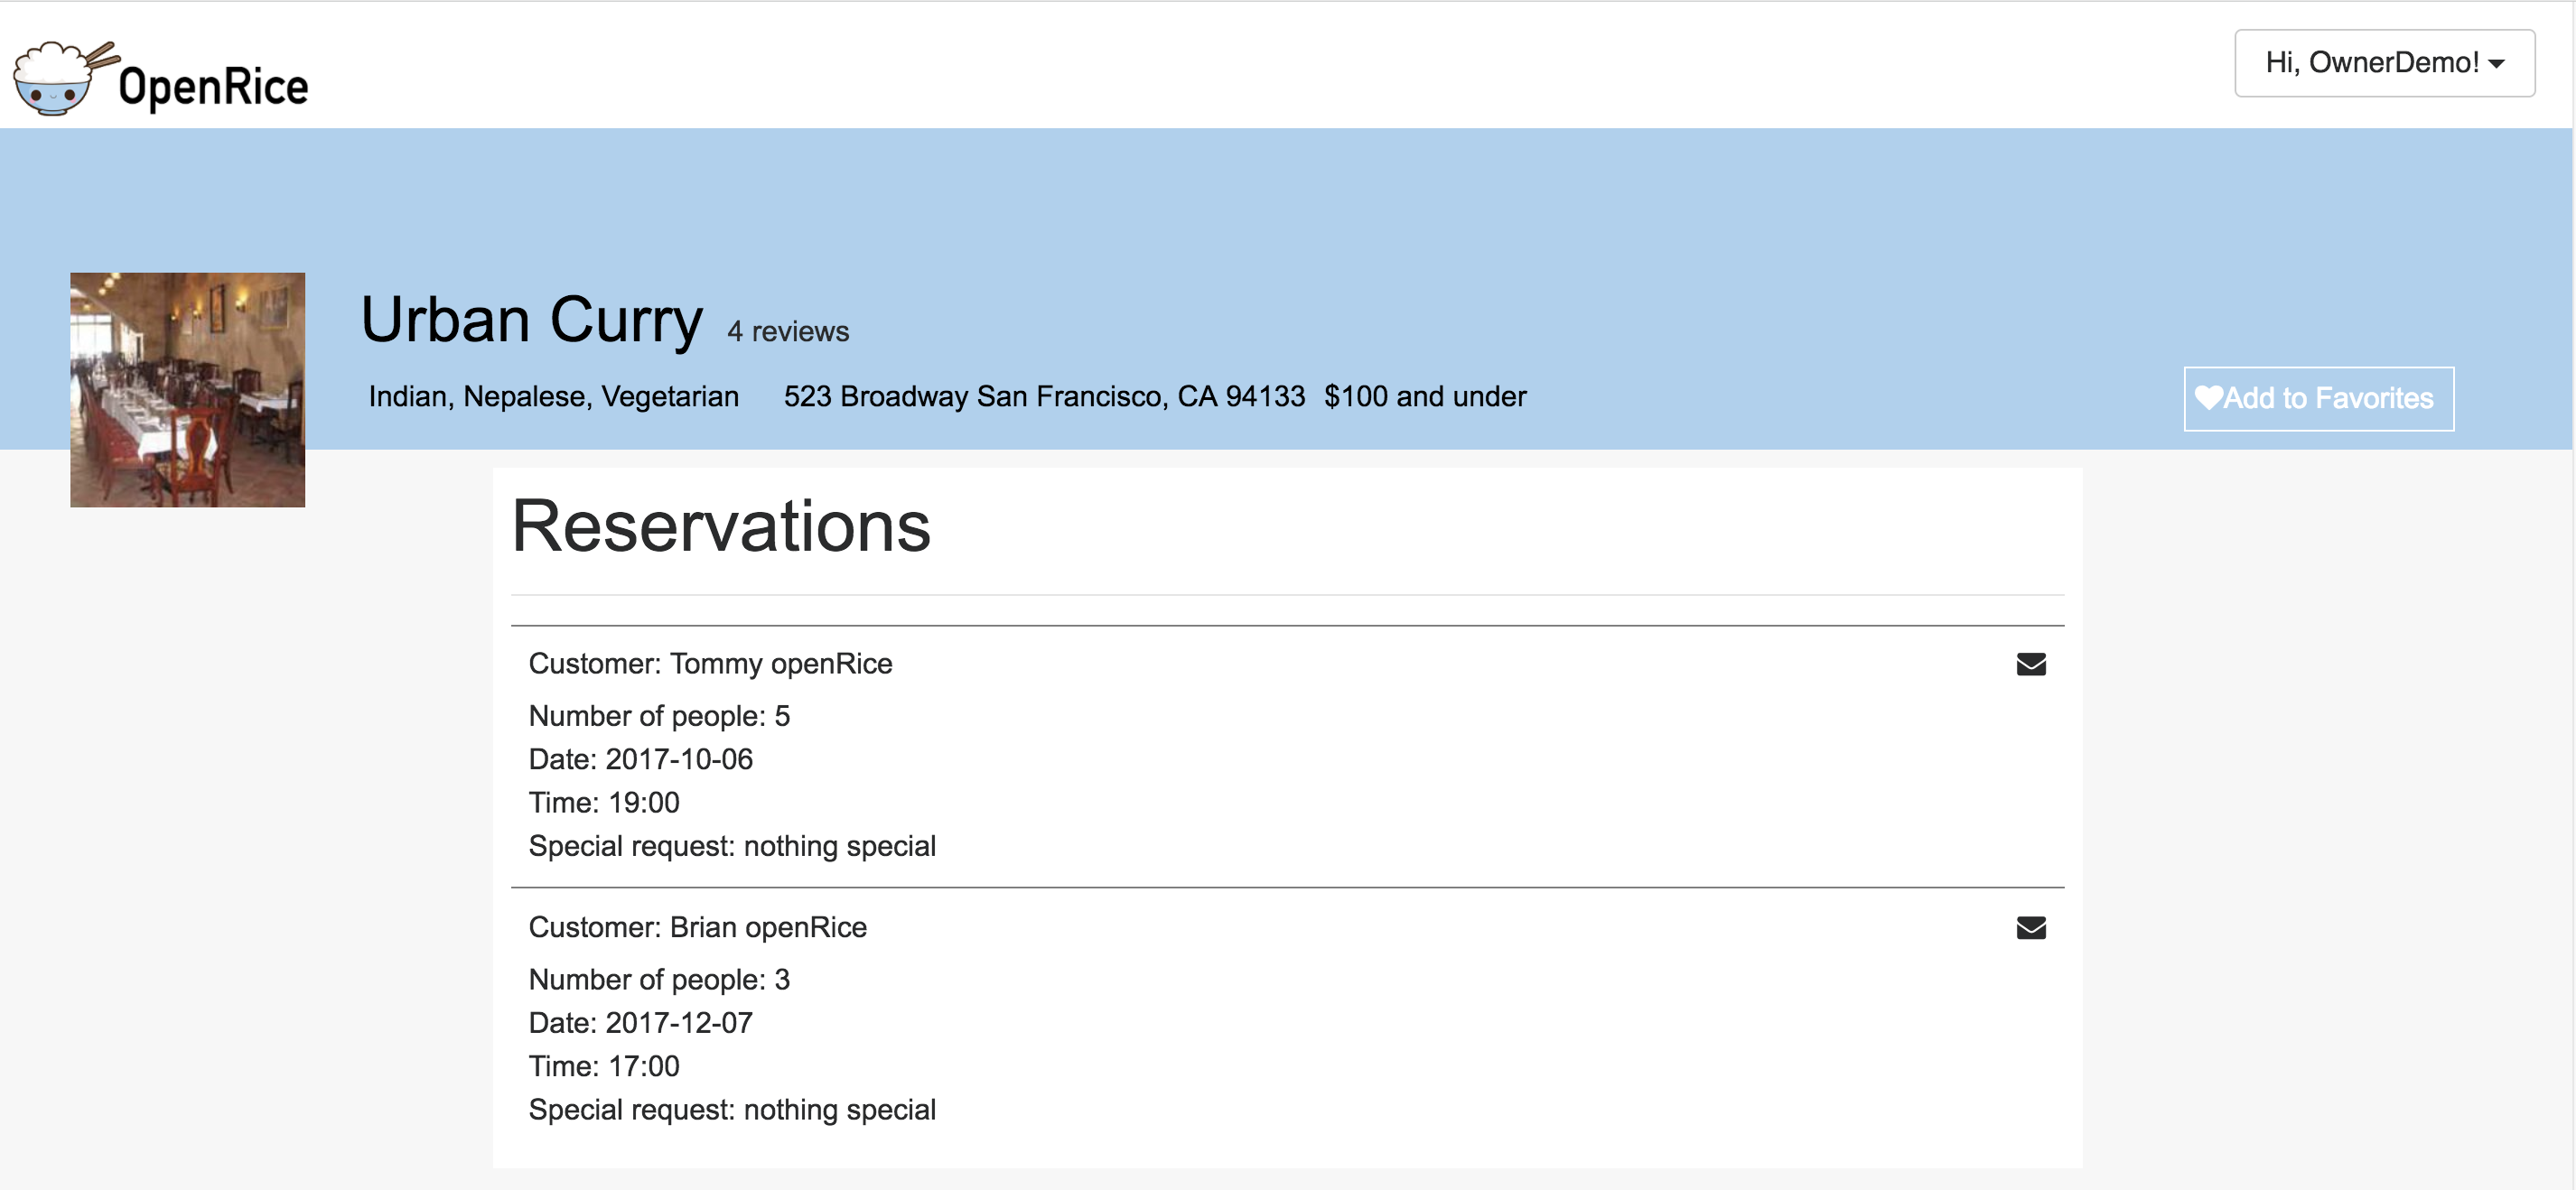 OpenRice
Hi, OwnerDemo!
Urban Curry 4 reviews
Indian, Nepalese, Vegetarian 523 Broadway San Francisco, CA 94133 $100 and under
Add to Favorites
Reservations
Customer: Tommy openRice
Number of people: 5
Date: 2017-10-06
Time: 19:00
Special request: nothing special
Customer: Brian openRice
Number of people: 3
Date: 2017-12-07
Time: 17:00
Special request: nothing special